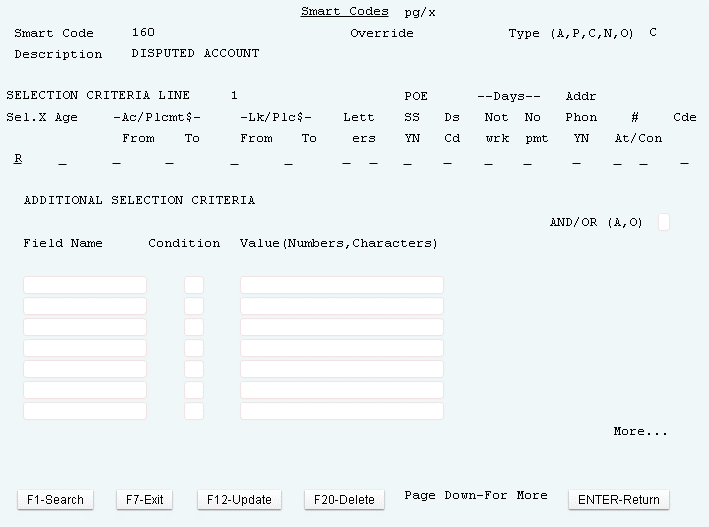 Smart Codes pg/x
Smart Code 160 Override Type (A,P,C,N,O) C
Description DISPUTED ACCOUNT
SELECTION CRITERIA LINE 1 POE --Days-- Addr
Sel.X Age -Ac/Plcmt$- -Lk/Plc$- Lett SS Ds Not No Phon # Cde
From To From To ers YN Cd wrk pmt YN At/Con
R _ _ _ _ _ _ _ _ _ _ _ _ _ _ _
ADDITIONAL SELECTION CRITERIA
AND/OR (A,O)
Field Name Condition Value(Numbers,Characters)
More...
F1-Search F7-Exit F12-Update F20-Delete Page Down-For More ENTER-Return